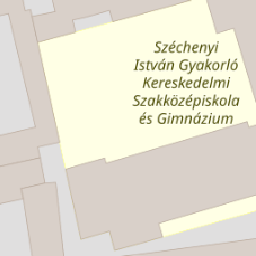 Széchenyi
István Gyakorló
Kereskedelmi
Szakközépiskola
és Gimnázium